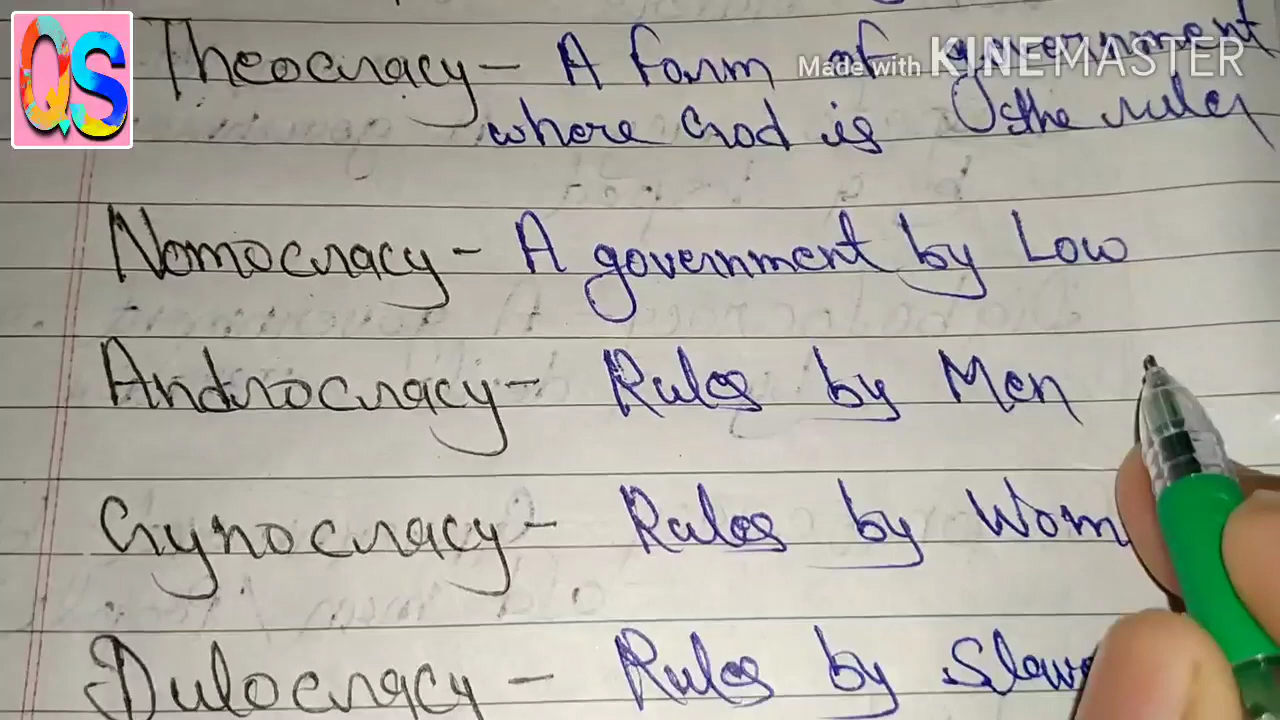 QS
Made with KINEMASTER
Theocracy - A form of government
where God is the ruler
Nomocracy - A government by Low
Androcracy - Rules by Men
Gynocracy - Rules by Wom
Dulocracy - Rules by Slave